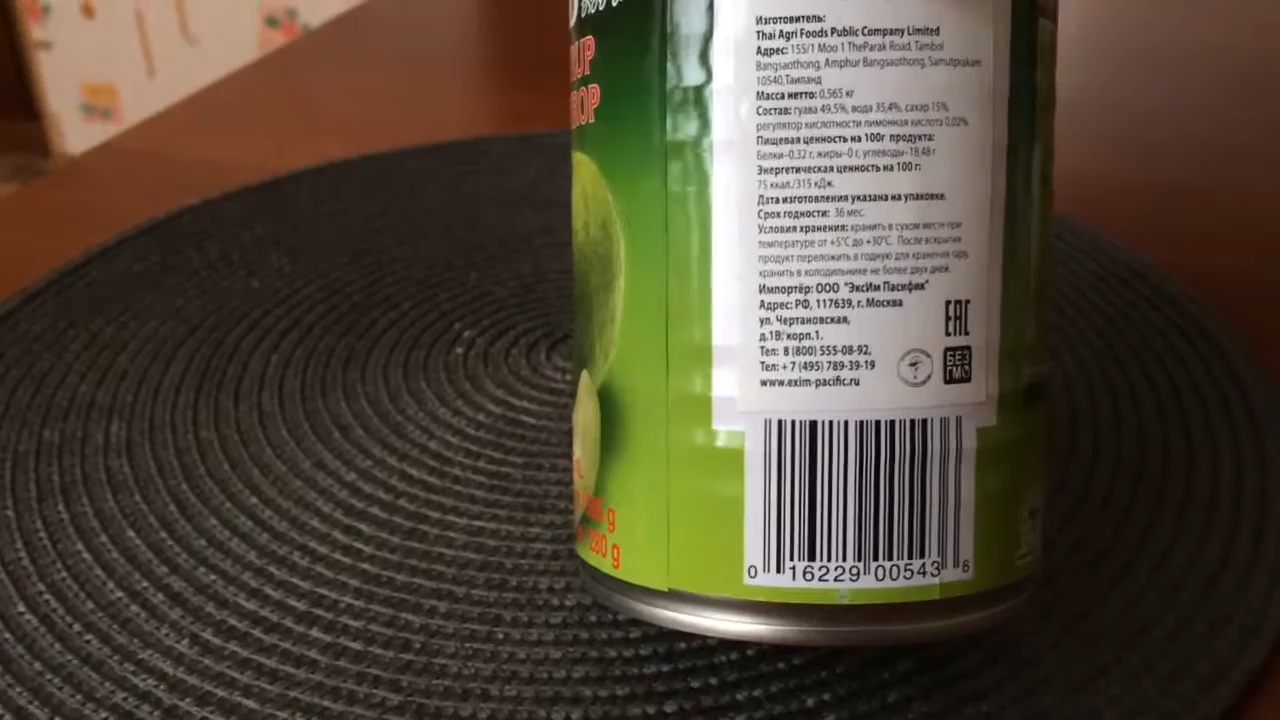 Изготовитель:
Thai Agri Foods Public Company Limited
Адрес: 155/1 Moo 1 ThePark Road, Tambol
Bangsaothong, Amphur Bangsaothong, Samutprakarn
10540,Таиланд
Масса нетто: 0,565 кг
Состав: гуава 49,5%, вода 35,4%, сахар 15%,
регулятор кислотности лимонная кислота 0,02%.
Пищевая ценность на 100г продукта:
Белки-0,32 г, жиры-0 г, углеводы-18,48 г
Энергетическая ценность на 100 г:
75 ккал/315 кДж.
Дата изготовления указана на упаковке.
Срок годности: 36 мес.
Условия хранения: хранить в сухом месте при
температуре от +5°С до +30°С. После вскрытие
продукт переложить в годную для хранения тару,
хранить в холодильнике не более двух дней.
Импортёр: ООО "ЭксИм Пасифик"
Адрес: РФ, 117639, г. Москва
ул. Чертановская,
д.1В, корп.1.
Тел: 8 (800) 555-08-92,
Тел: + 7 (495) 789-39-19
www.exim-pacific.ru
EAC
БЕЗ
ГМО
0 16229 00543 6
280 g